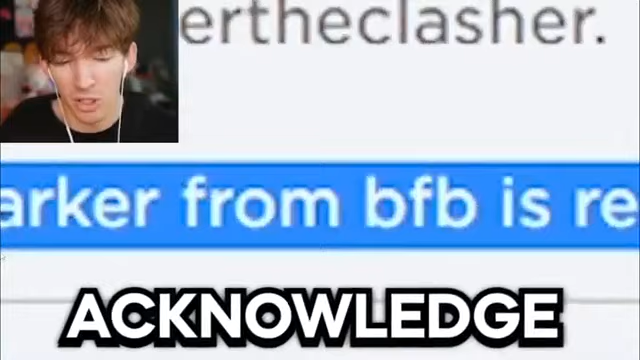 ertheclasher.
arker from bfb is re
ACKNOWLEDGE